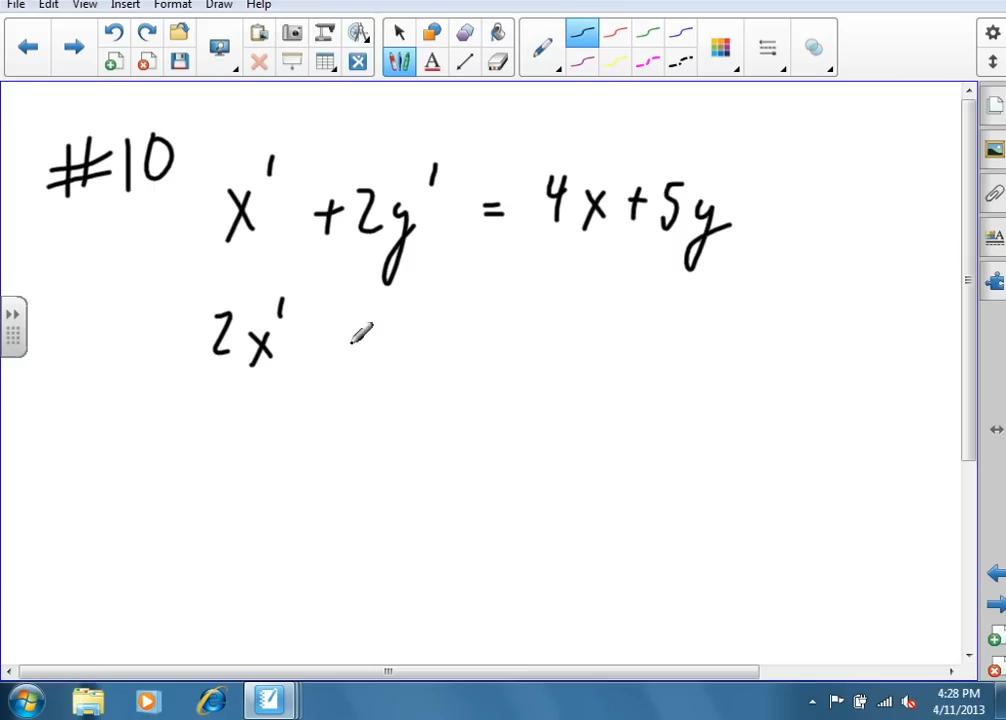 File Edit View Insert Format Draw Help
#10 x' + 2y' = 4x + 5y
2x'
4:28 PM
4/11/2013